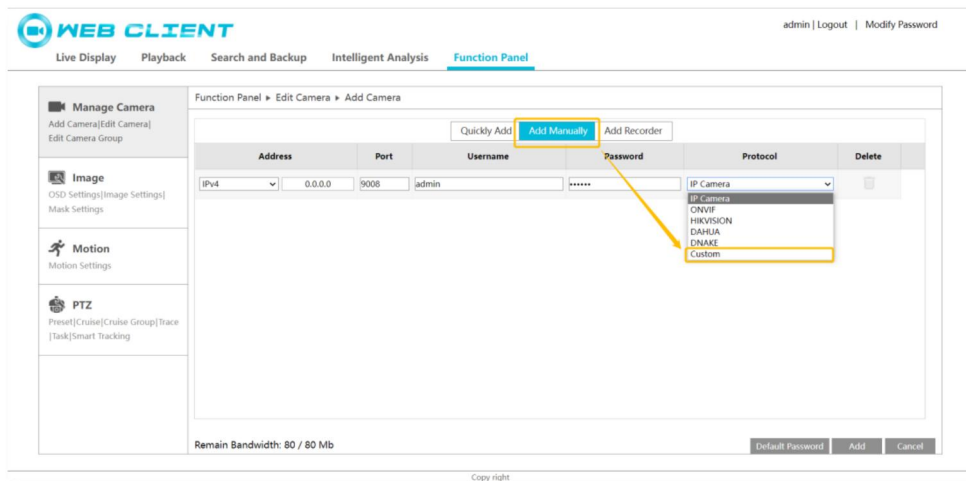 WEB CLIENT
admin | Logout | Modify Password
Live Display Playback Search and Backup Intelligent Analysis Function Panel
Manage Camera
Add Camera|Edit Camera|
Edit Camera Group
Image
OSD Settings|Image Settings|
Mask Settings
Motion
Motion Settings
PTZ
Preset|Cruise|Cruise Group|Trace
|Task|Smart Tracking
Function Panel ▸ Edit Camera ▸ Add Camera
Quickly Add Add Manually Add Recorder
Address Port Username Password Protocol Delete
IPv4 0.0.0.0 9008 admin •••••• IP Camera
IP Camera
ONVIF
HIKVISION
DAHUA
DNAKE
Custom
Remain Bandwidth: 80 / 80 Mb
Default Password Add Cancel
Copy right